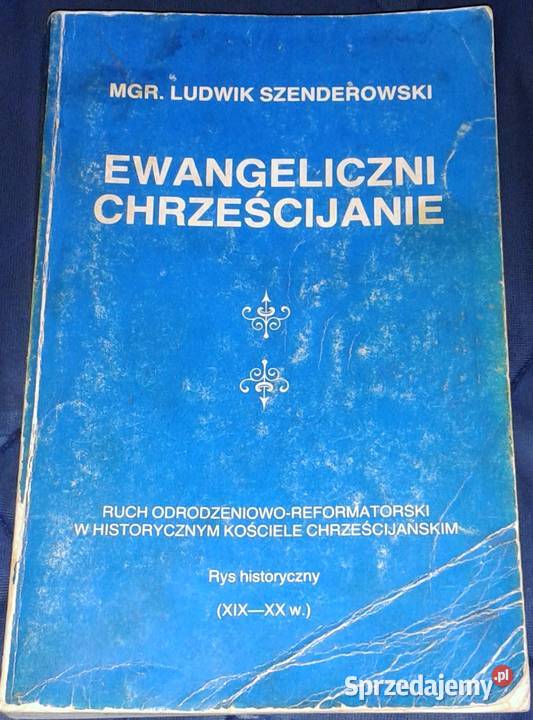 MGR. LUDWIK SZENDEROWSKI
EWANGELICZNI
CHRZEŚCIJANIE
RUCH ODRODZENIOWO-REFORMATORSKI
W HISTORYCZNYM KOŚCIELE CHRZEŚCIJAŃSKIM
Rys historyczny
(XIX—XX w.)
Sprzedajemy.pl